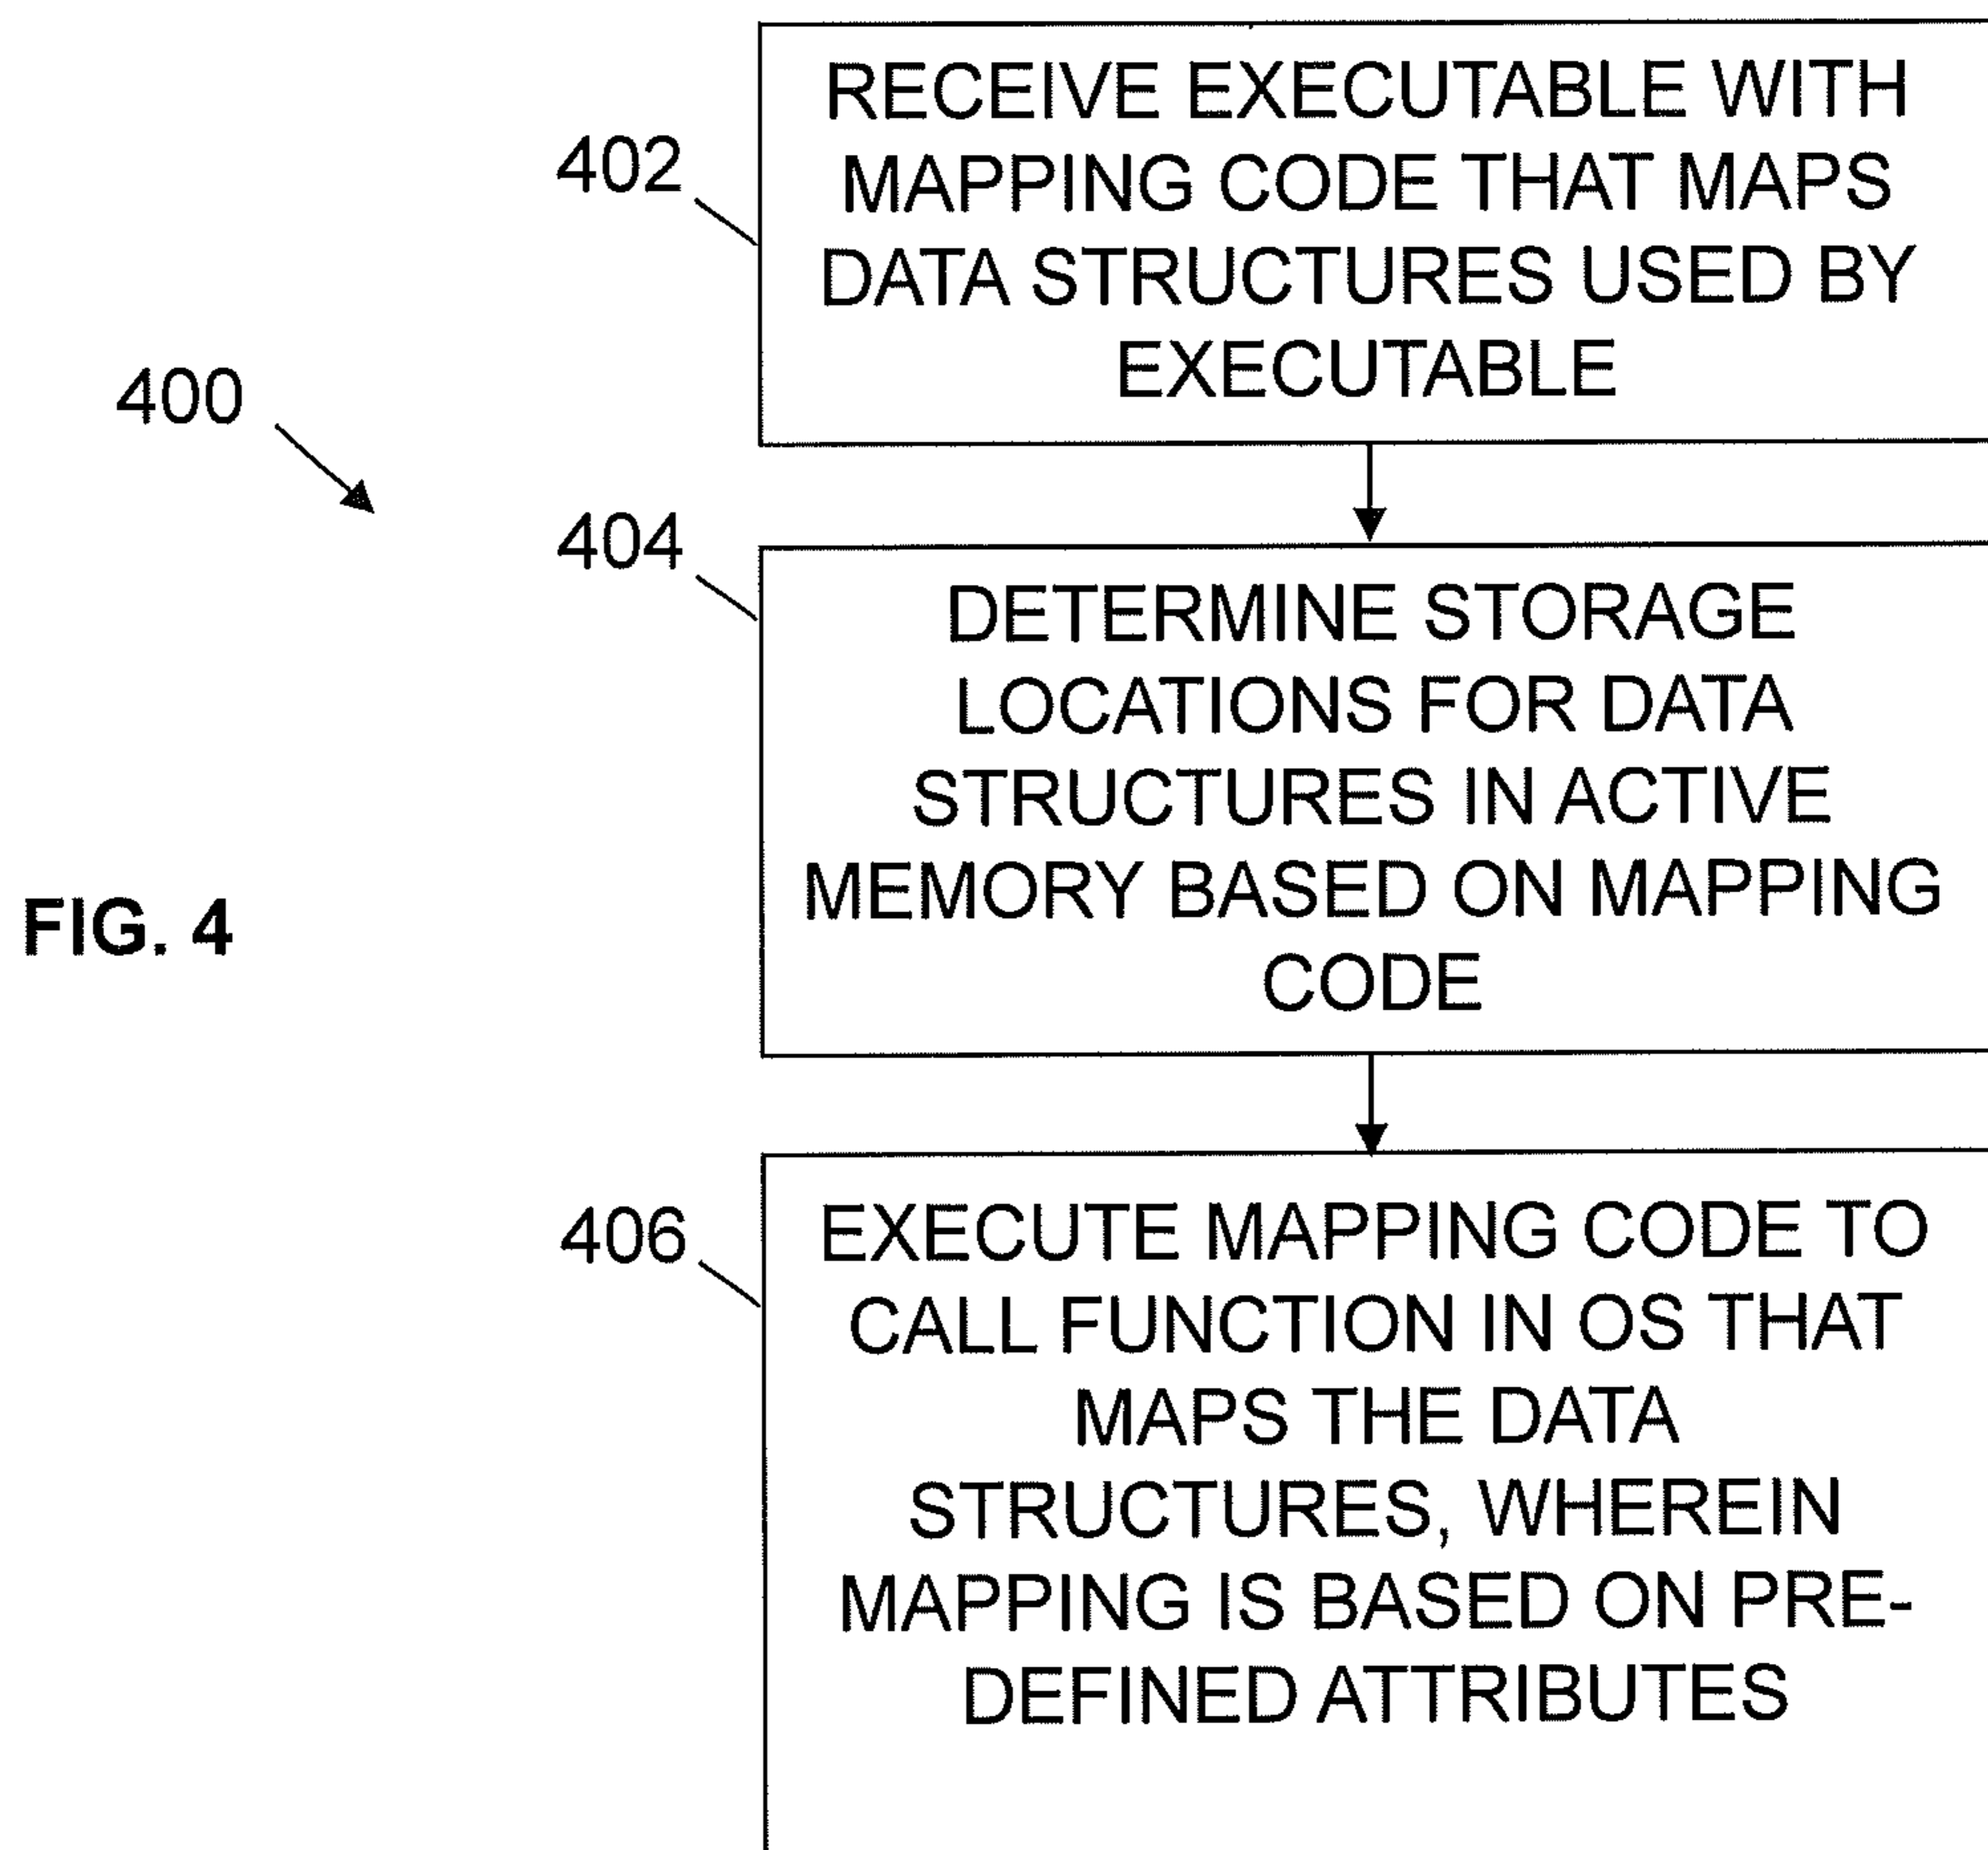 402
RECEIVE EXECUTABLE WITH
MAPPING CODE THAT MAPS
DATA STRUCTURES USED BY
EXECUTABLE
400
404
DETERMINE STORAGE
LOCATIONS FOR DATA
STRUCTURES IN ACTIVE
MEMORY BASED ON MAPPING
CODE
FIG. 4
406
EXECUTE MAPPING CODE TO
CALL FUNCTION IN OS THAT
MAPS THE DATA
STRUCTURES, WHEREIN
MAPPING IS BASED ON PRE-
DEFINED ATTRIBUTES